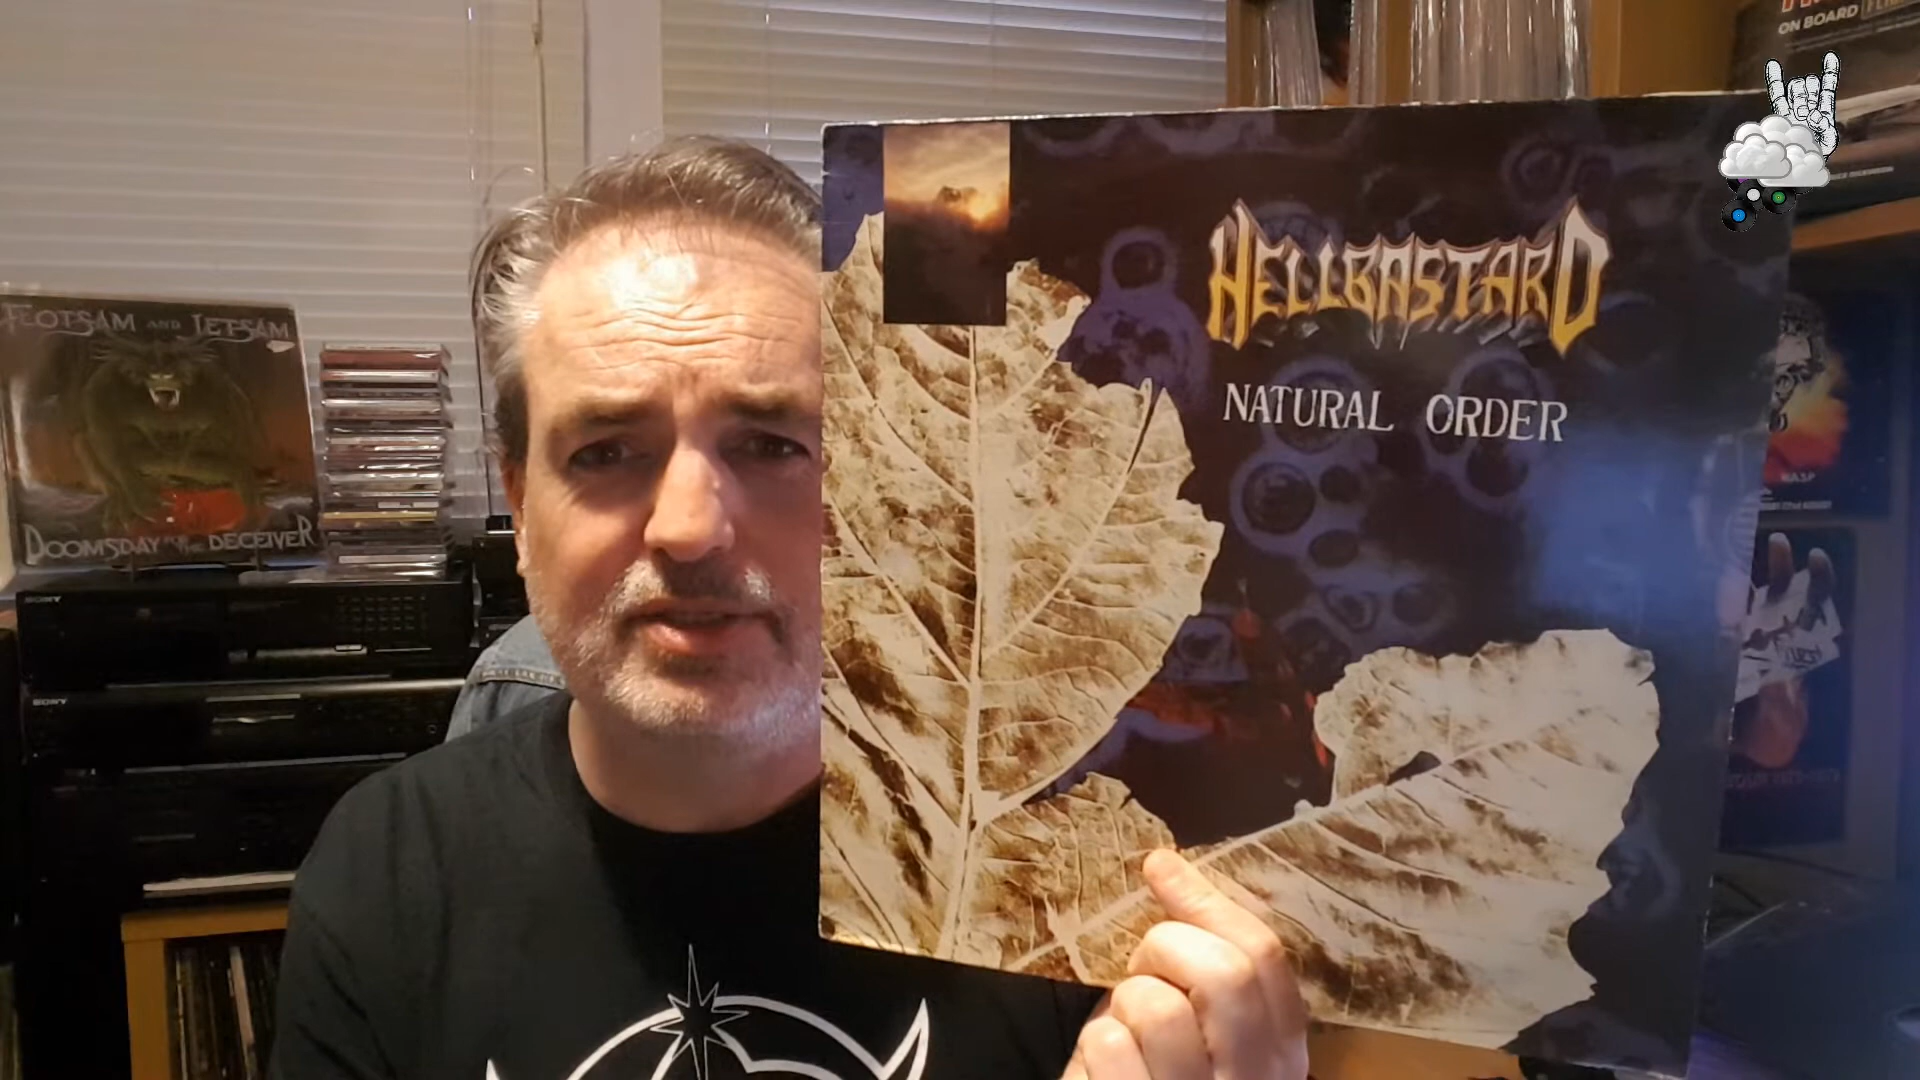 ON BOARD
HELLBASTARD
NATURAL ORDER
FLOTSAM AND JETSAM
DOOMSDAY FOR THE DECEIVER
SONY
SONY
W.A.S.P